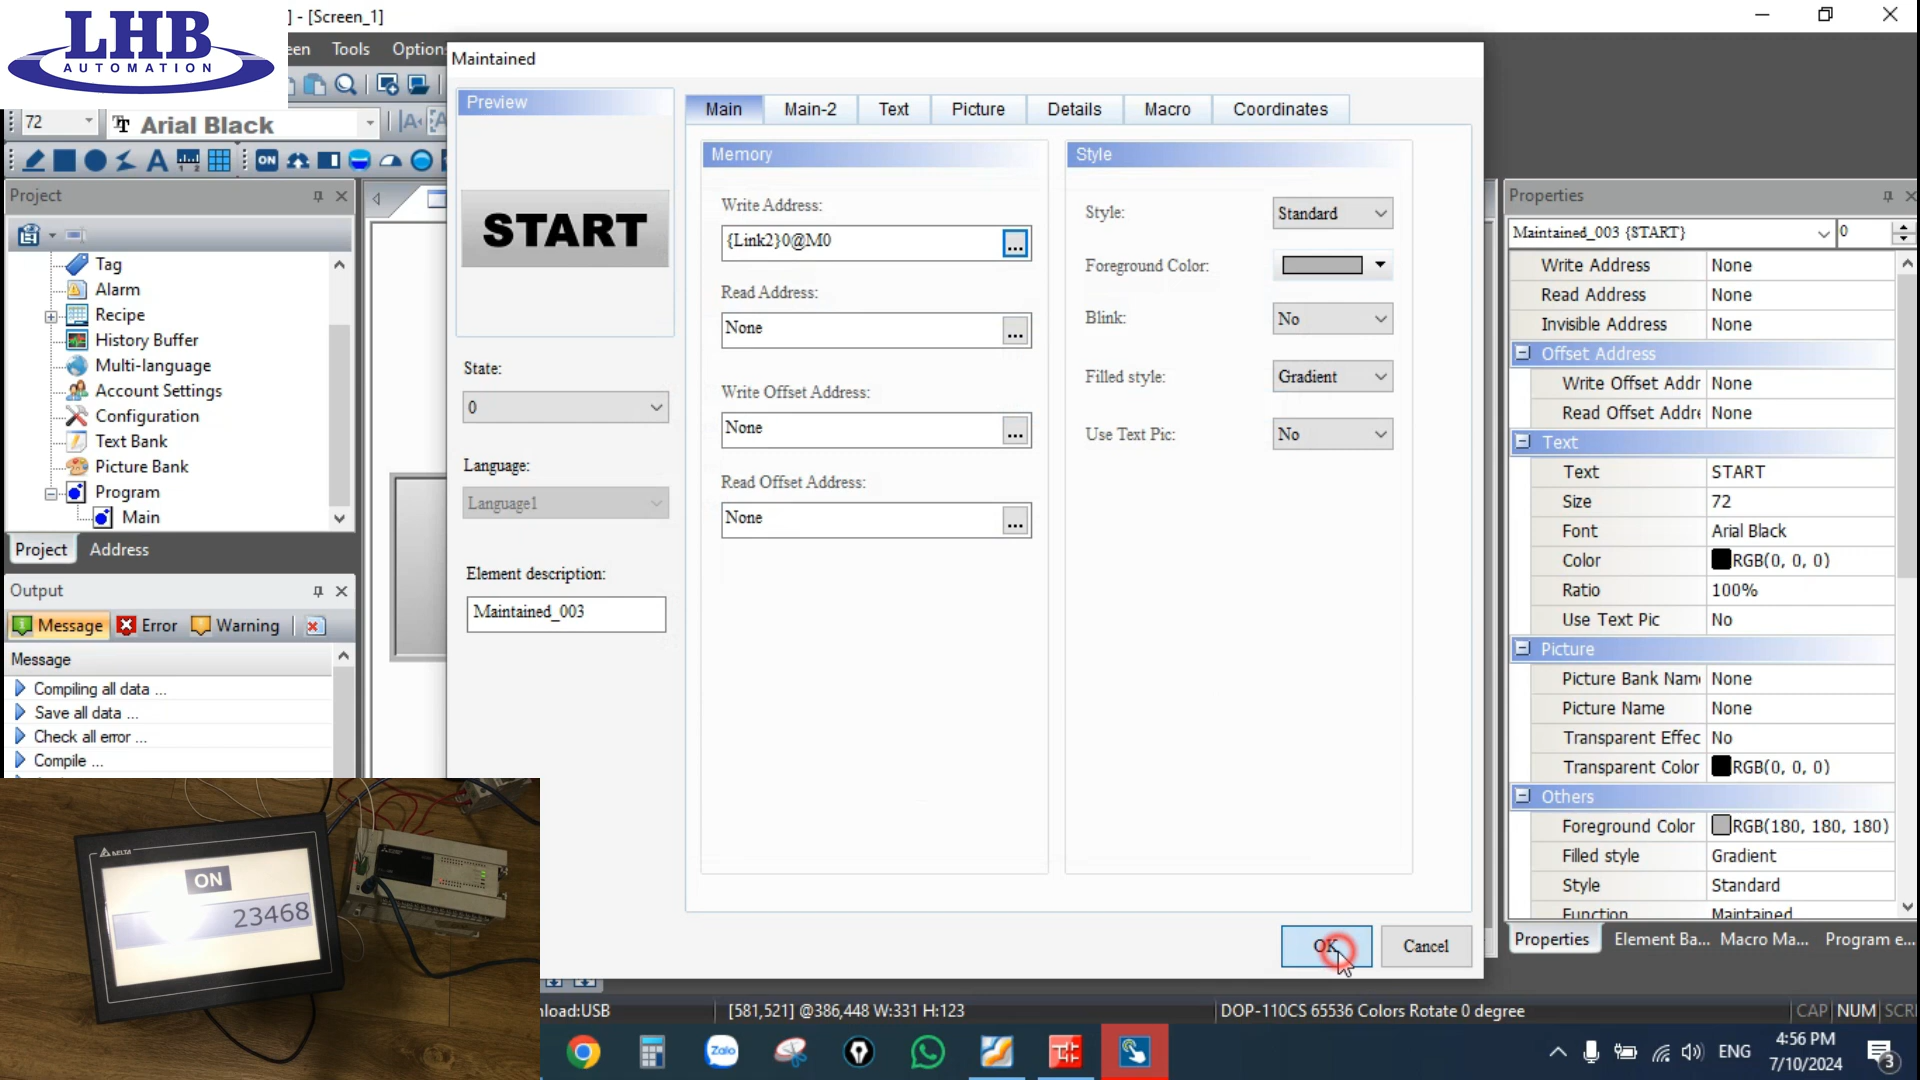 LHB
AUTOMATION
] - [Screen_1]
een Tools Option
72 Arial Black
ON
Project
Tag
Alarm
Recipe
History Buffer
Multi-language
Account Settings
Configuration
Text Bank
Picture Bank
Program
Main
Project Address
Output
Message Error Warning
Message
Compiling all data ...
Save all data ...
Check all error ...
Compile ...
DELTA
ON
23468
Maintained
Preview
START
State:
0
Language:
Language1
Element description:
Maintained_003
Main Main-2 Text Picture Details Macro Coordinates
Memory
Write Address:
{Link2}0@M0
Read Address:
None
Write Offset Address:
None
Read Offset Address:
None
Style
Style: Standard
Foreground Color:
Blink: No
Filled style: Gradient
Use Text Pic: No
OK Cancel
Properties
Maintained_003 {START} 0
Write Address None
Read Address None
Invisible Address None
Offset Address
Write Offset Addr None
Read Offset Addre None
Text
Text START
Size 72
Font Arial Black
Color RGB(0, 0, 0)
Ratio 100%
Use Text Pic No
Picture
Picture Bank Nam None
Picture Name None
Transparent Effec No
Transparent Color RGB(0, 0, 0)
Others
Foreground Color RGB(180, 180, 180)
Filled style Gradient
Style Standard
Function Maintained
Properties Element Ba... Macro Ma... Program e...
nload:USB [581,521] @386,448 W:331 H:123 DOP-110CS 65536 Colors Rotate 0 degree CAP NUM SCR
Zalo
ENG
4:56 PM
7/10/2024
3